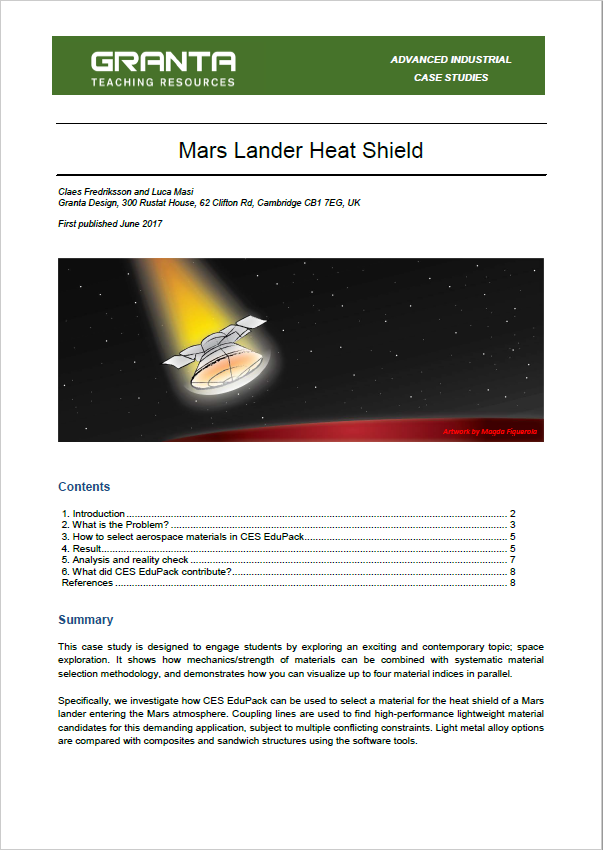 GRANTA
TEACHING RESOURCES
ADVANCED INDUSTRIAL
CASE STUDIES
Mars Lander Heat Shield
Claes Fredriksson and Luca Masi
Granta Design, 300 Rustat House, 62 Clifton Rd, Cambridge CB1 7EG, UK
First published June 2017
Artwork by Magda Figuerola
Contents
1. Introduction 2
2. What is the Problem? 3
3. How to select aerospace materials in CES EduPack 5
4. Result 5
5. Analysis and reality check 7
6. What did CES EduPack contribute? 8
References 8
Summary
This case study is designed to engage students by exploring an exciting and contemporary topic; space
exploration. It shows how mechanics/strength of materials can be combined with systematic material
selection methodology, and demonstrates how you can visualize up to four material indices in parallel.
Specifically, we investigate how CES EduPack can be used to select a material for the heat shield of a Mars
lander entering the Mars atmosphere. Coupling lines are used to find high-performance lightweight material
candidates for this demanding application, subject to multiple conflicting constraints. Light metal alloy options
are compared with composites and sandwich structures using the software tools.